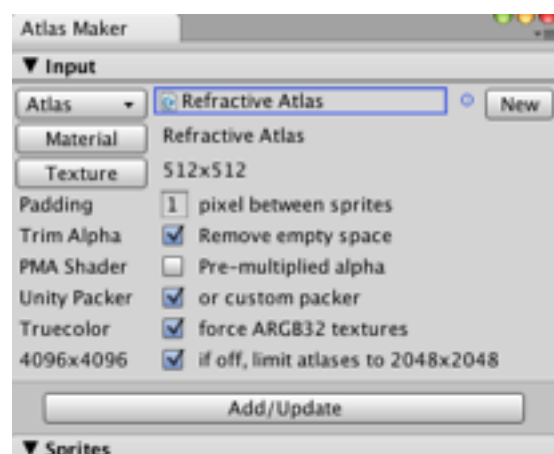 Atlas Maker
▼ Input
Atlas Refractive Atlas New
Material Refractive Atlas
Texture 512x512
Padding 1 pixel between sprites
Trim Alpha Remove empty space
PMA Shader Pre-multiplied alpha
Unity Packer or custom packer
Truecolor force ARGB32 textures
4096x4096 if off, limit atlases to 2048x2048
Add/Update
▼ Sprites